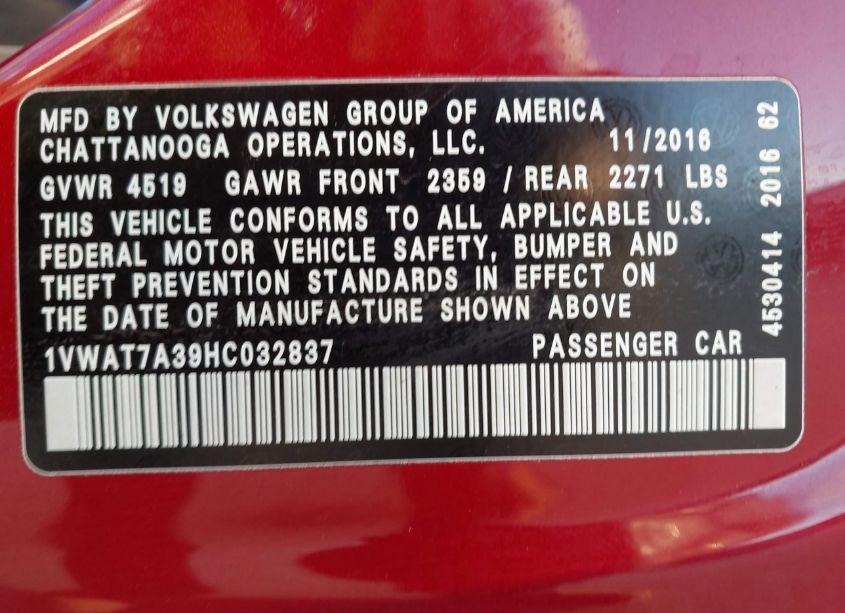 MFD BY VOLKSWAGEN GROUP OF AMERICA
CHATTANOOGA OPERATIONS, LLC. 11/2016
GVWR 4519 GAWR FRONT 2359 / REAR 2271 LBS
THIS VEHICLE CONFORMS TO ALL APPLICABLE U.S.
FEDERAL MOTOR VEHICLE SAFETY, BUMPER AND
THEFT PREVENTION STANDARDS IN EFFECT ON
THE DATE OF MANUFACTURE SHOWN ABOVE
1VWAT7A39HC032837 PASSENGER CAR
4530414 2016 62